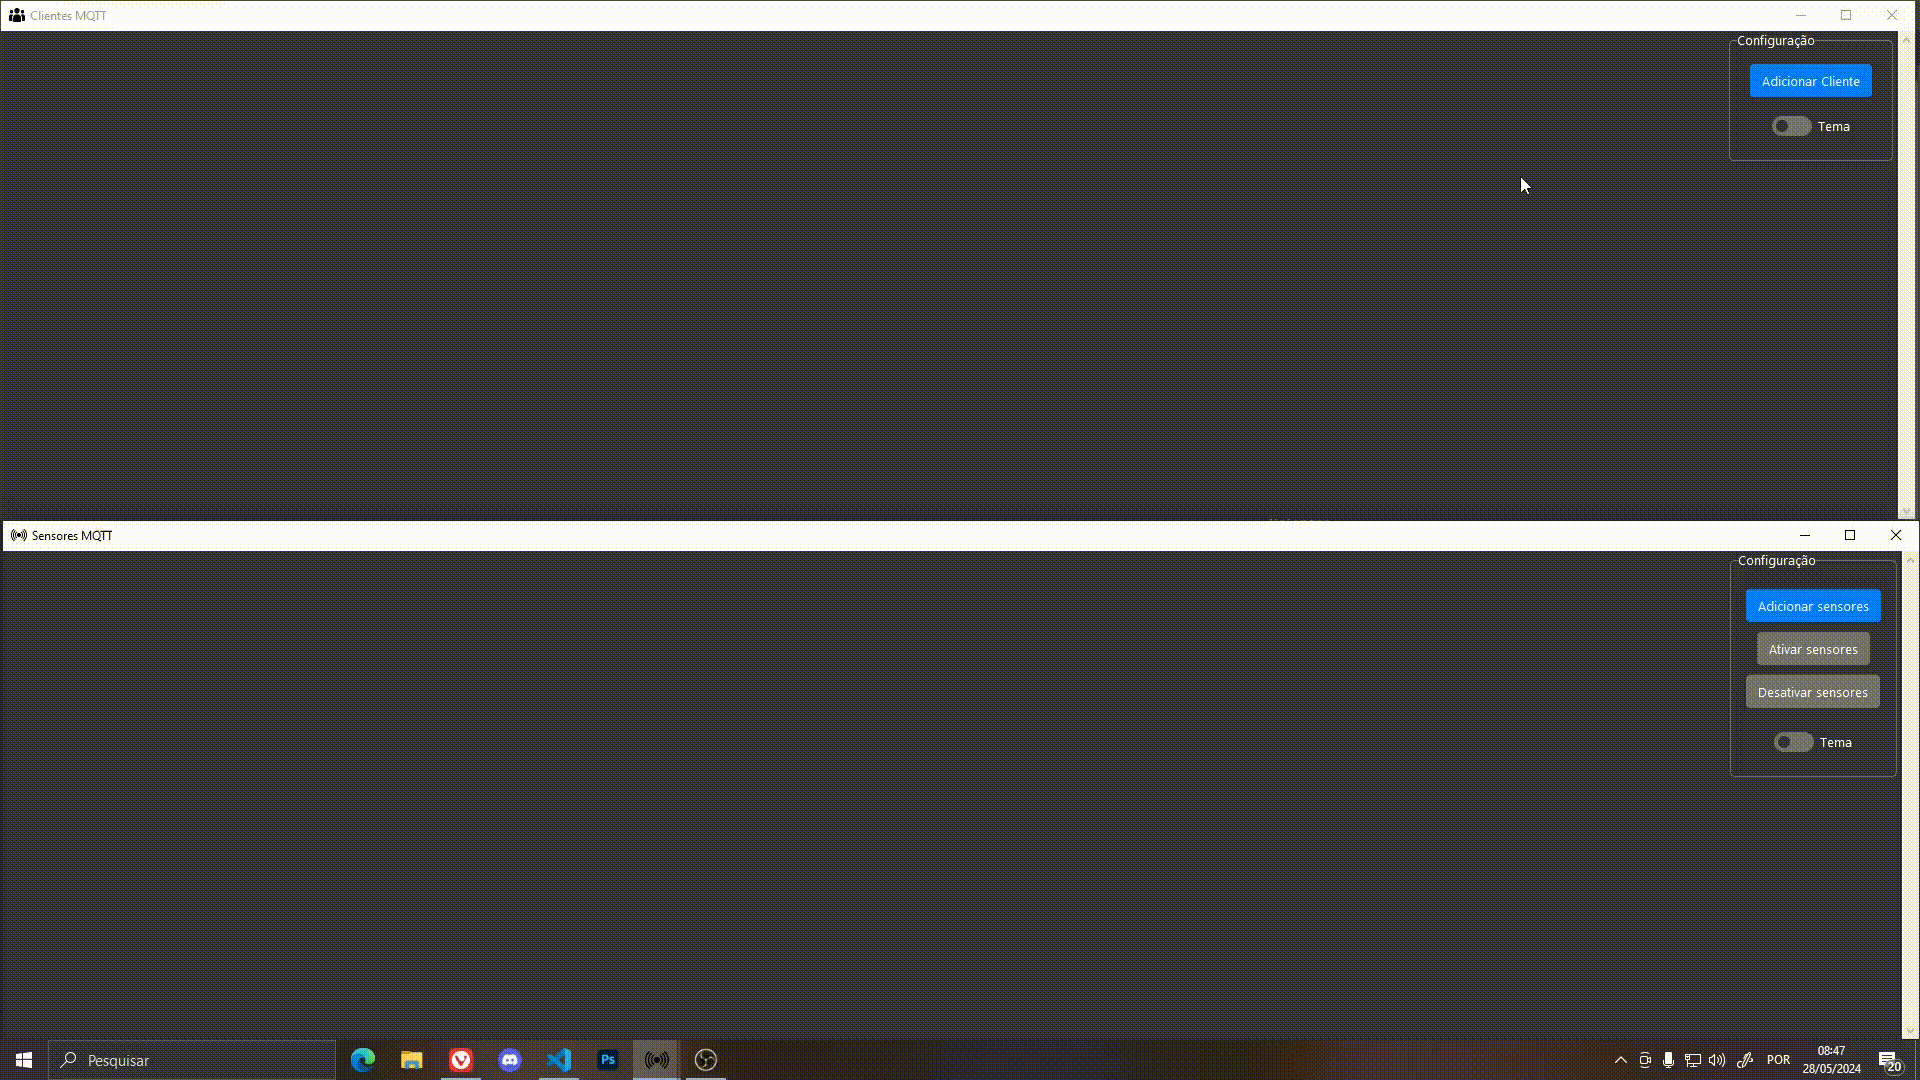 Clientes MQTT
Configuração
Adicionar Cliente
Tema
Sensores MQTT
Configuração
Adicionar sensores
Ativar sensores
Desativar sensores
Tema
Pesquisar
Ps
POR
08:47
28/05/2024
20